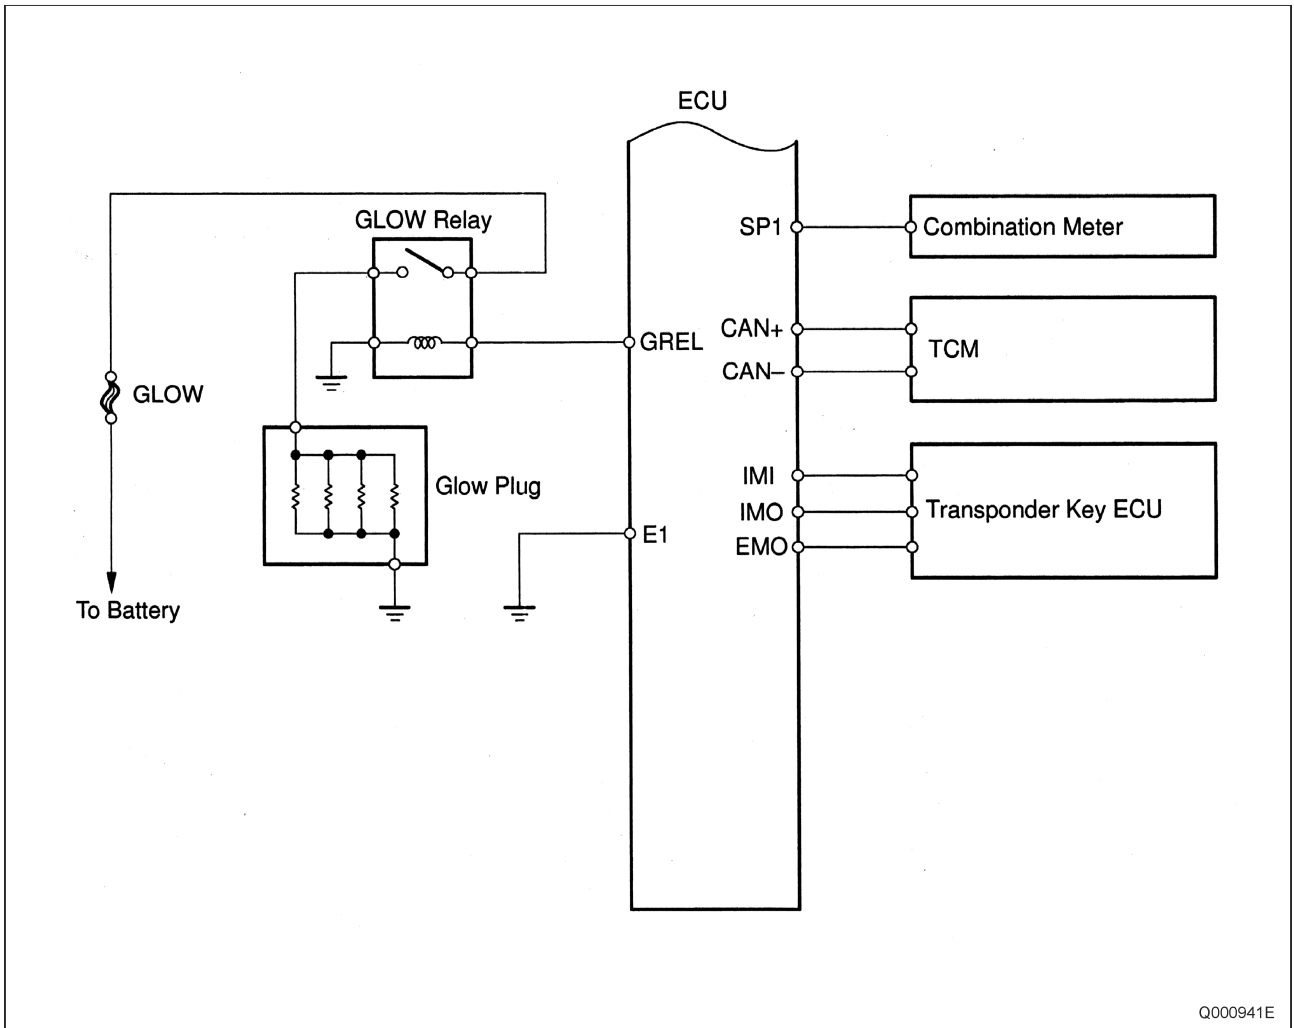 ECU
GLOW Relay
SP1
Combination Meter
GREL
CAN+
CAN–
TCM
GLOW
Glow Plug
IMI
IMO
EMO
Transponder Key ECU
E1
To Battery
Q000941E